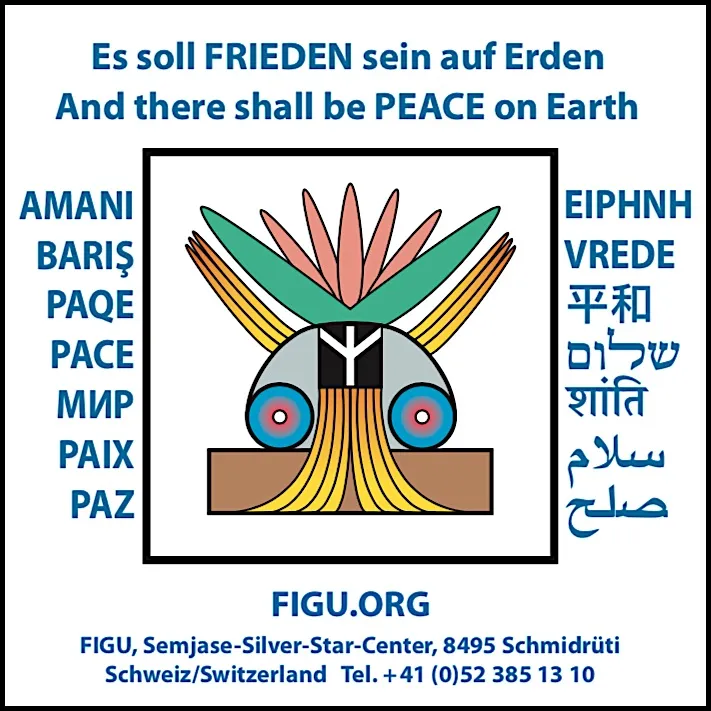 Es soll FRIEDEN sein auf Erden
And there shall be PEACE on Earth
AMANI
BARIŞ
PAQE
PACE
МИР
PAIX
PAZ
ΕΙΡΗΝΗ
VREDE
平和
שלום
शांति
سلام
صلح
FIGU.ORG
FIGU, Semjase-Silver-Star-Center, 8495 Schmidrüti
Schweiz/Switzerland Tel. +41 (0)52 385 13 10